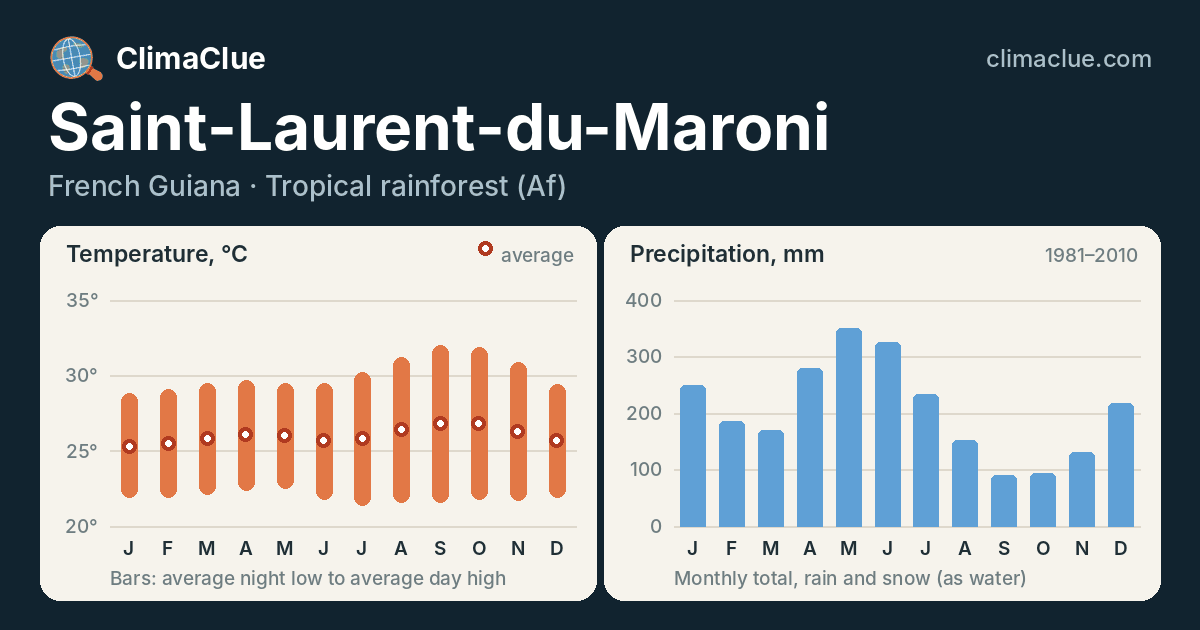 ClimaClue
climaclue.com
Saint-Laurent-du-Maroni
French Guiana · Tropical rainforest (Af)
Temperature, °C
average
35°
30°
25°
20°
J F M A M J J A S O N D
Bars: average night low to average day high
Precipitation, mm
1981–2010
400
300
200
100
0
J F M A M J J A S O N D
Monthly total, rain and snow (as water)